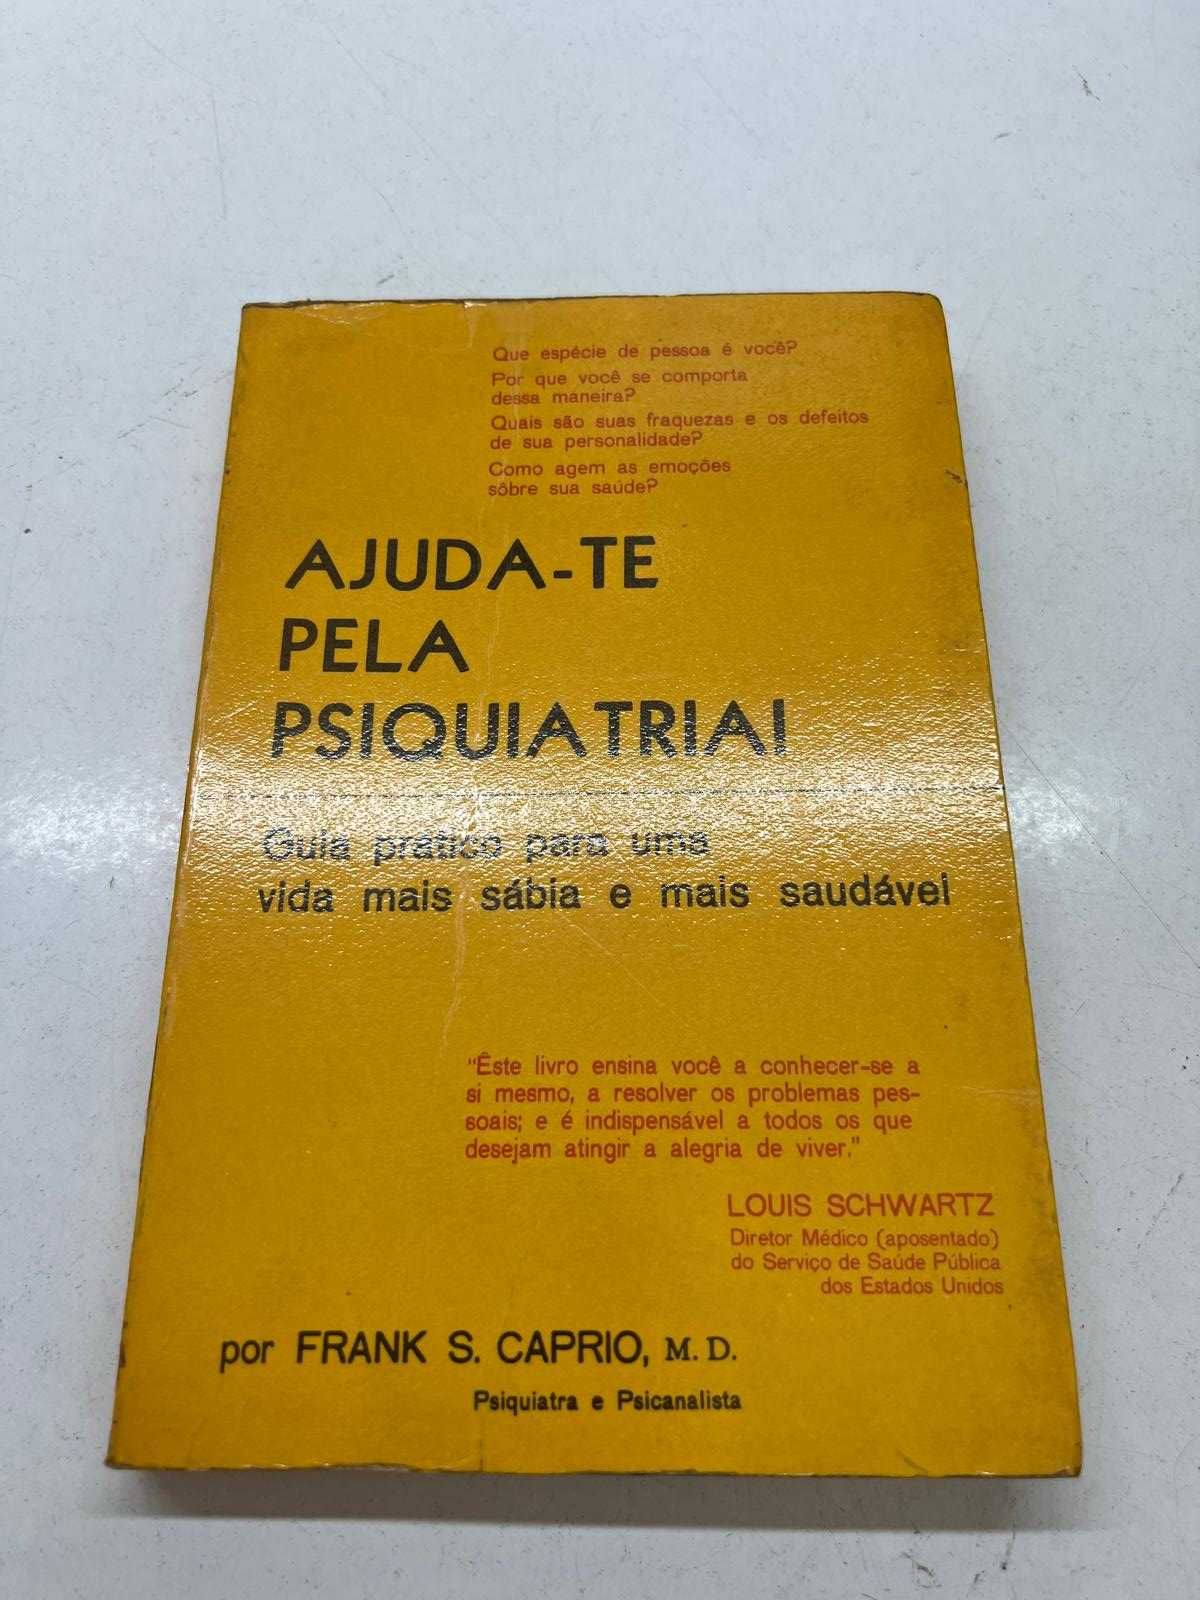 Que espécie de pessoa é você?
Por que você se comporta
dessa maneira?
Quais são suas fraquezas e os defeitos
de sua personalidade?
Como agem as emoções
sôbre sua saúde?
AJUDA-TE
PELA
PSIQUIATRIA!
Guia prático para uma
vida mais sábia e mais saudável
"Êste livro ensina você a conhecer-se a
si mesmo, a resolver os problemas pes-
soais; e é indispensável a todos os que
desejam atingir a alegria de viver."
LOUIS SCHWARTZ
Diretor Médico (aposentado)
do Serviço de Saúde Pública
dos Estados Unidos
por FRANK S. CAPRIO, M. D.
Psiquiatra e Psicanalista